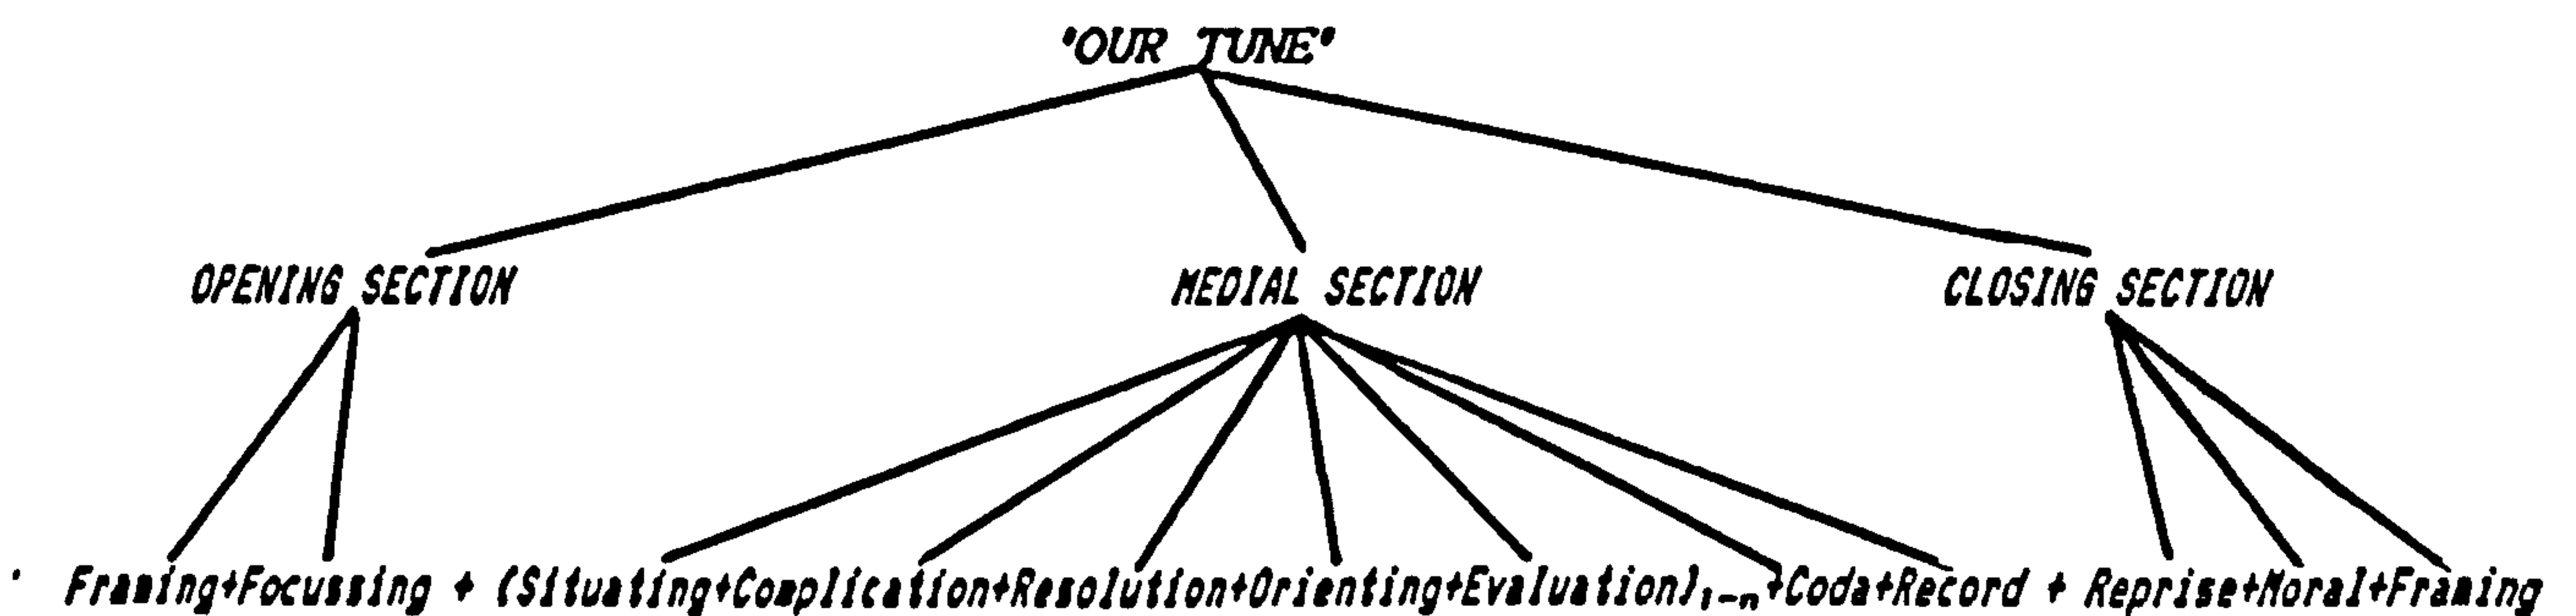 "OUR TUNE"
OPENING SECTION MEDIAL SECTION CLOSING SECTION
Framing+Focussing + (Situating+Complication+Resolution+Orienting+Evaluation)₁₋ₙ+Coda+Record + Reprise+Moral+Framing